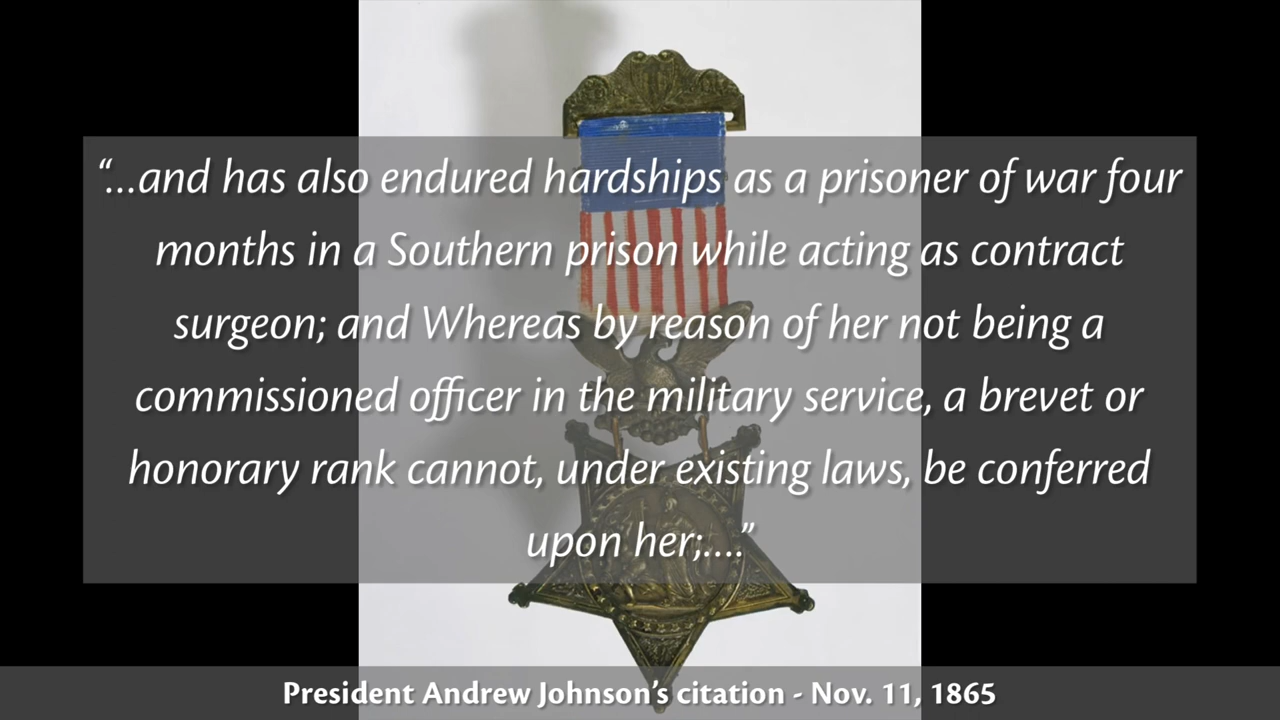 “...and has also endured hardships as a prisoner of war four
months in a Southern prison while acting as contract
surgeon; and Whereas by reason of her not being a
commissioned officer in the military service, a brevet or
honorary rank cannot, under existing laws, be conferred
upon her;....”
President Andrew Johnson’s citation - Nov. 11, 1865